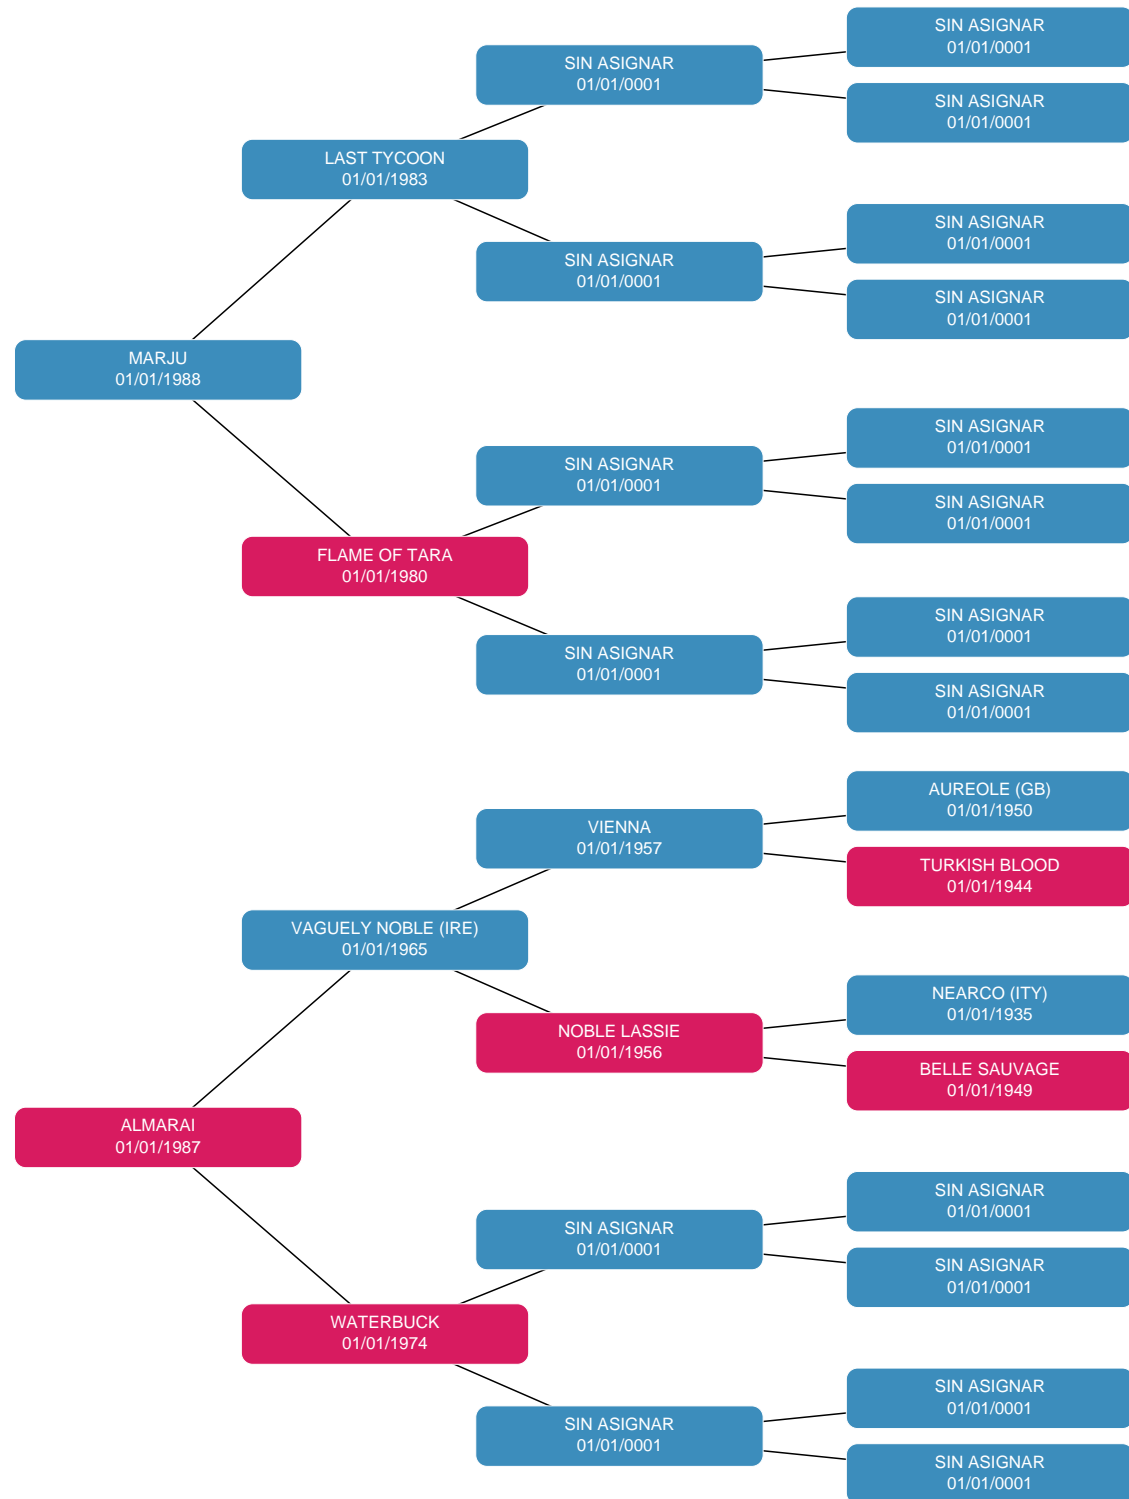 SIN ASIGNAR
01/01/0001
SIN ASIGNAR
01/01/0001
SIN ASIGNAR
01/01/0001
LAST TYCOON
01/01/1983
SIN ASIGNAR
01/01/0001
SIN ASIGNAR
01/01/0001
SIN ASIGNAR
01/01/0001
MARJU
01/01/1988
SIN ASIGNAR
01/01/0001
SIN ASIGNAR
01/01/0001
SIN ASIGNAR
01/01/0001
FLAME OF TARA
01/01/1980
SIN ASIGNAR
01/01/0001
SIN ASIGNAR
01/01/0001
SIN ASIGNAR
01/01/0001
AUREOLE (GB)
01/01/1950
VIENNA
01/01/1957
TURKISH BLOOD
01/01/1944
VAGUELY NOBLE (IRE)
01/01/1965
NEARCO (ITY)
01/01/1935
NOBLE LASSIE
01/01/1956
BELLE SAUVAGE
01/01/1949
ALMARAI
01/01/1987
SIN ASIGNAR
01/01/0001
SIN ASIGNAR
01/01/0001
SIN ASIGNAR
01/01/0001
WATERBUCK
01/01/1974
SIN ASIGNAR
01/01/0001
SIN ASIGNAR
01/01/0001
SIN ASIGNAR
01/01/0001